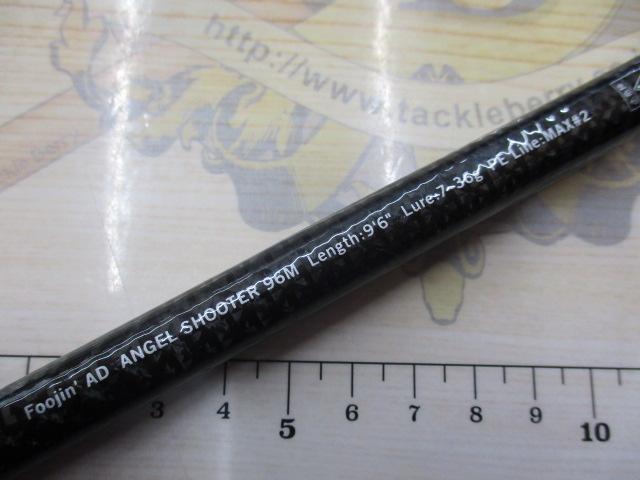 http://www.tackleberry.co
Foojin' AD ANGEL SHOOTER 96M Length:9'6" Lure:7~36g PE Line:MAX#2
3 4 5 6 7 8 9 10